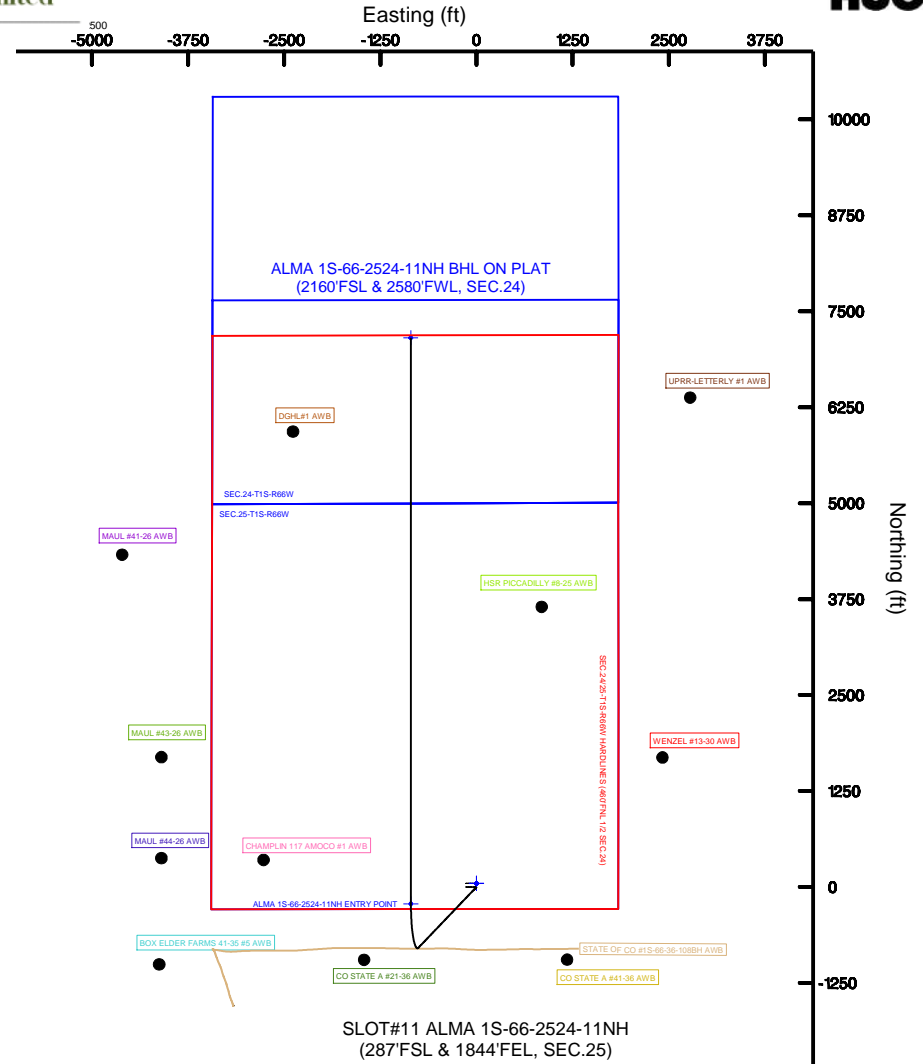 Easting (ft)
500
-5000 -3750 -2500 -1250 0 1250 2500 3750
10000
8750
ALMA 1S-66-2524-11NH BHL ON PLAT
(2160'FSL & 2580'FWL, SEC.24)
7500
UPRR-LETTERLY #1 AWB
6250
DGHL#1 AWB
SEC.24-T1S-R66W
5000
SEC.25-T1S-R66W
Northing (ft)
MAUL #41-26 AWB
HSR PICCADILLY #8-25 AWB
3750
SEC.24/25-T1S-R66W HARDLINES (460'FNL 1/2 SEC.24)
2500
MAUL #43-26 AWB
WENZEL #13-30 AWB
1250
MAUL #44-26 AWB
CHAMPLIN 117 AMOCO #1 AWB
0
ALMA 1S-66-2524-11NH ENTRY POINT
BOX ELDER FARMS 41-35 #5 AWB
STATE OF CO #1S-66-36-108BH AWB
CO STATE A #21-36 AWB
CO STATE A #41-36 AWB
-1250
SLOT#11 ALMA 1S-66-2524-11NH
(287'FSL & 1844'FEL, SEC.25)